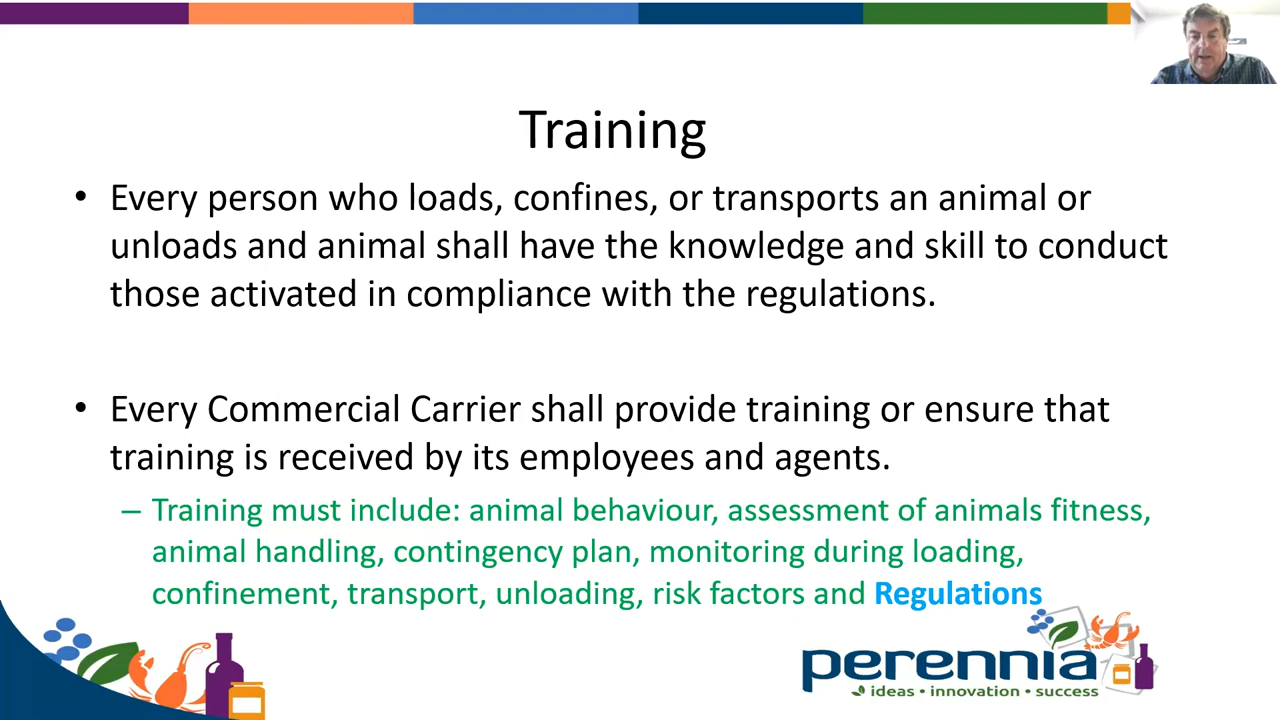 Training
• Every person who loads, confines, or transports an animal or
unloads and animal shall have the knowledge and skill to conduct
those activated in compliance with the regulations.
• Every Commercial Carrier shall provide training or ensure that
training is received by its employees and agents.
– Training must include: animal behaviour, assessment of animals fitness,
animal handling, contingency plan, monitoring during loading,
confinement, transport, unloading, risk factors and Regulations
perennia
ideas • innovation • success